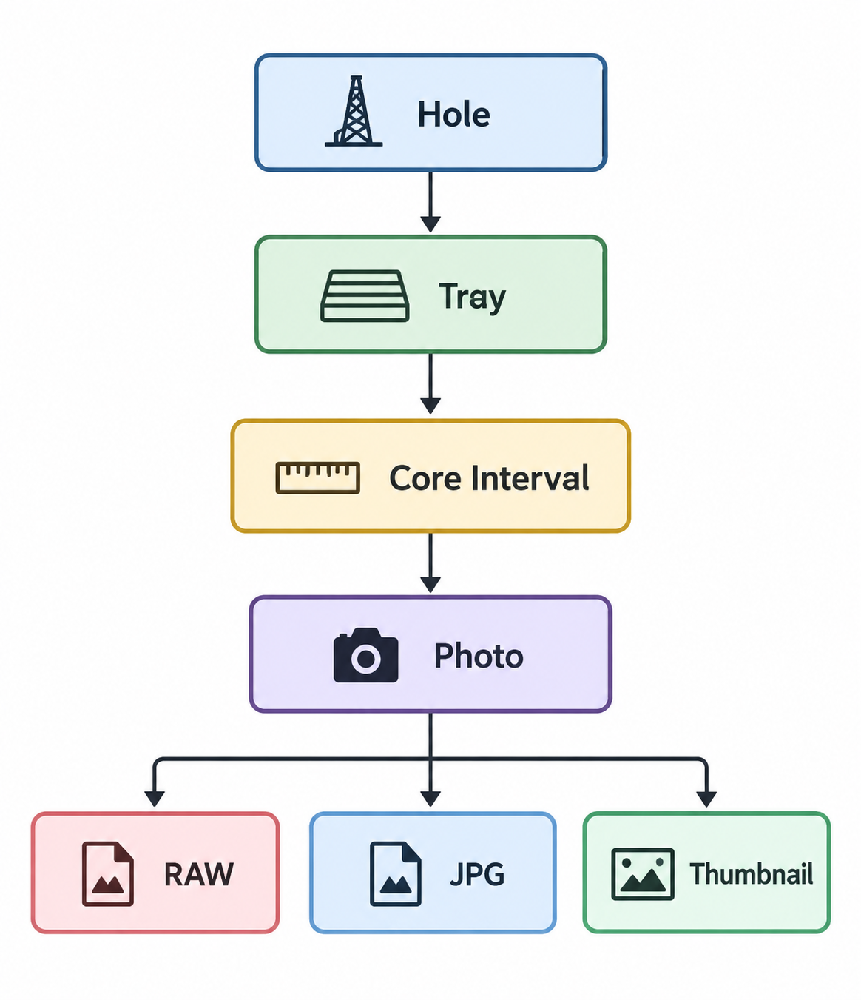 Hole
Tray
Core Interval
Photo
RAW
JPG
Thumbnail